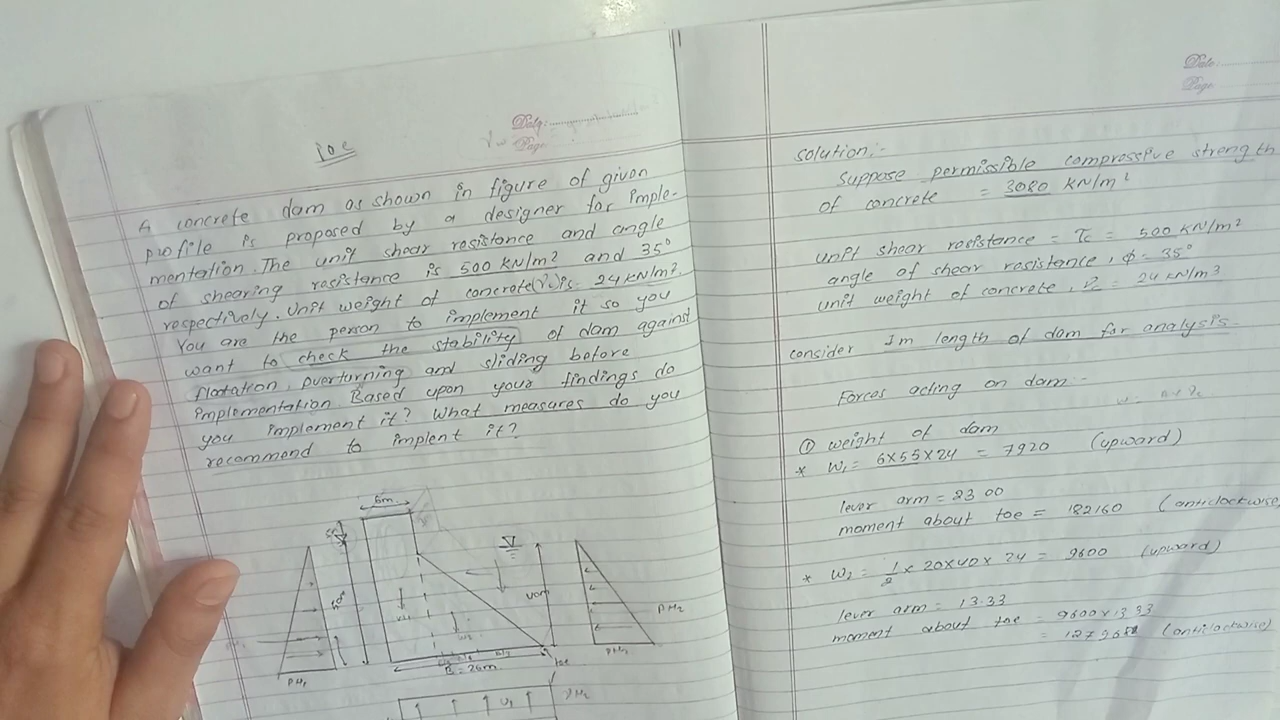 Date:
Page
Toe
A concrete dam as shown in figure of given
profile is proposed by a designer for imple-
mentation. The unit shear rosistance and angle
of shearing rosistance is 500 KN/m2 and 35°
respectively. Unit weight of concrete(γc)is 24 KN/m3.
You are the person to implement it so you
want to check the stability of dam against
flotation, overturning and sliding before
implementation. Based upon your findings do
you implement it? What measures do you
recommend to implent it?
6m
PH1
B = 26m
toe
PH2
PH2
U1
Date:
Page
solution:-
Suppose permissible compressive strength
of concrete = 3020 KN/m2
unit shear resistance = τc = 500 KN/m2
angle of shear rosistance, φ = 35°
unit weight of concrete, = 24 KN/m3
consider 1m length of dam for analysis.
Forces acting on dam:-
① weight of dam
* W1 = 6×55×24 = 7920 (upward)
lever arm = 23.00
moment about toe = 182160 (anticlockwise
* W2 = 1/2 × 20×40× 24 = 9600 (upward)
lever arm = 13.33
moment about toe = 9600×13.33
= (anticlockwise)